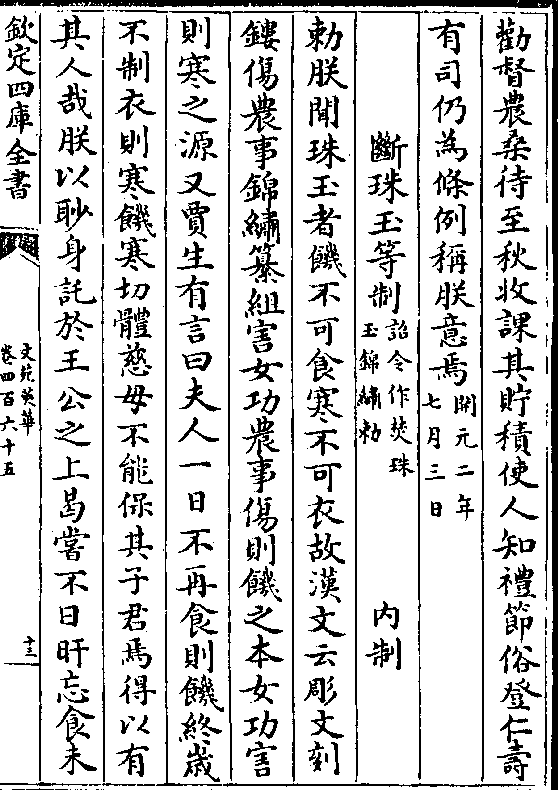 勸督農桑待至秋收課其貯積使人知禮節俗登仁壽
有司仍為條例稱朕意焉開元二年七月三日
斷珠玉等制詔令作焚珠玉錦繡勑 内制
勅朕聞珠玉者饑不可食寒不可衣故漢文云彫文刻
鏤傷農事錦繡纂組害女功農事傷則饑之本女功害
則寒之源又賈生有言曰夫人一日不再食則饑終歲
不制衣則寒饑寒切體慈母不能保其子君焉得以有
其人哉朕以眇身託於王公之上曷嘗不日旰忘食未
欽定四庫全書
文苑英華
卷四百六十五
十三